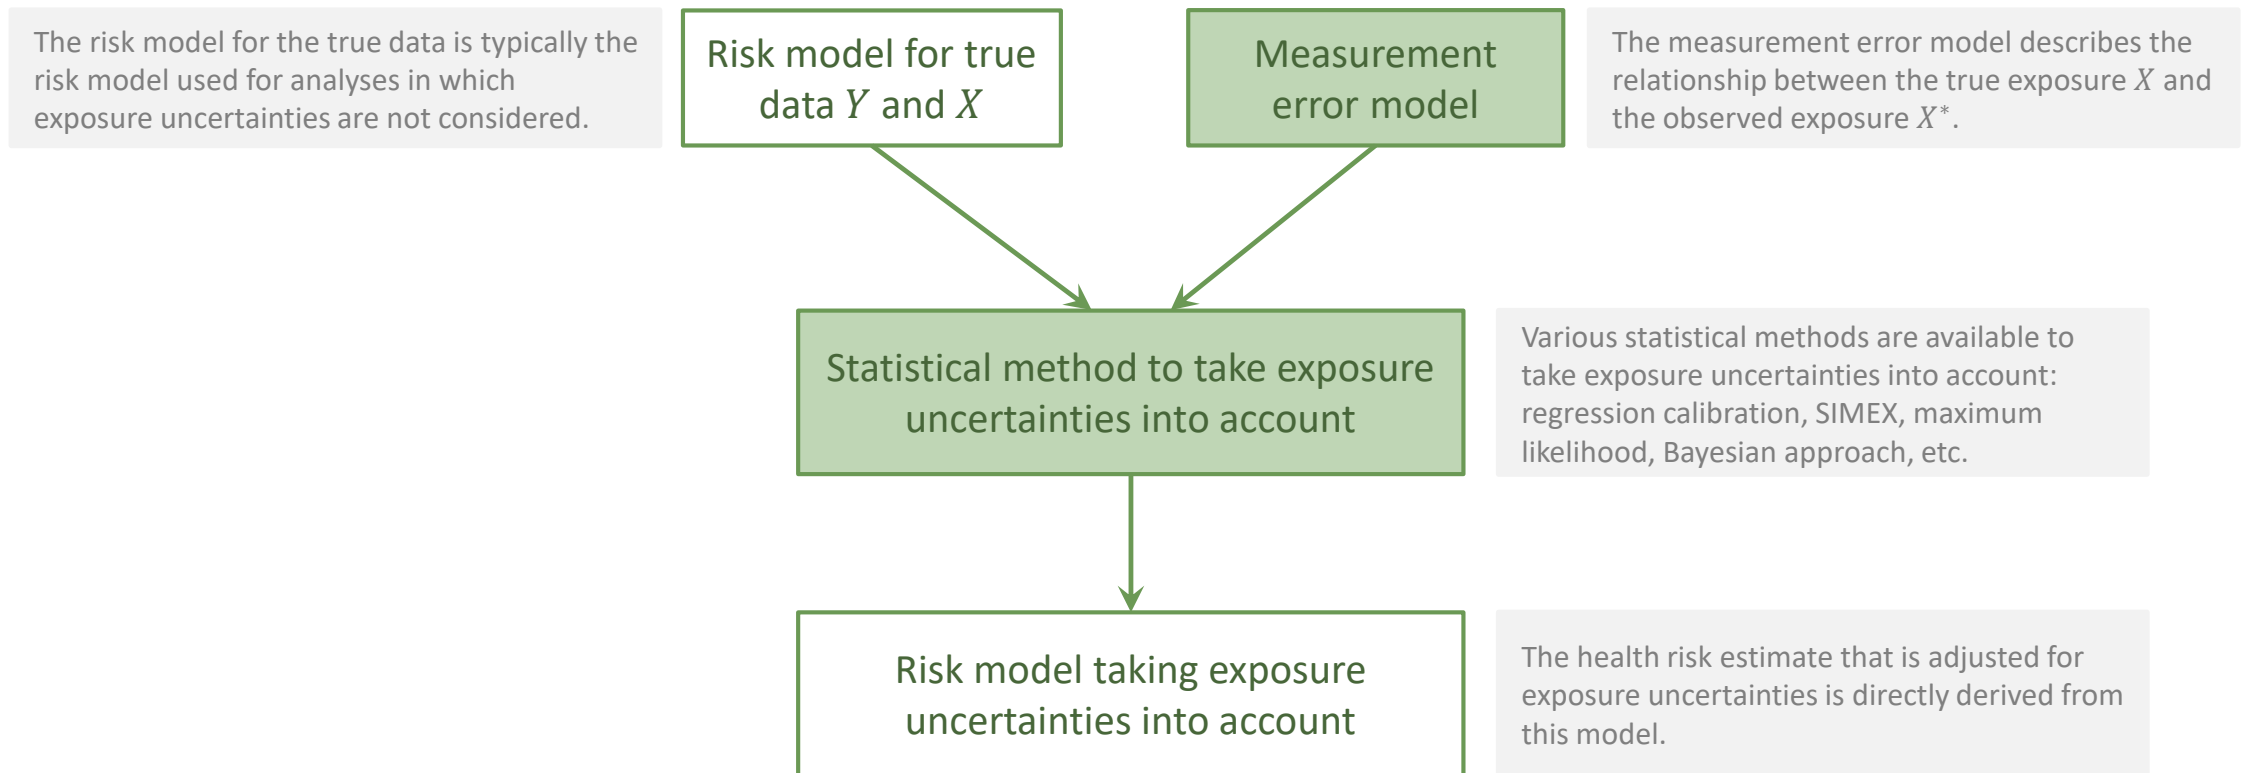 The risk model for the true data is typically the
risk model used for analyses in which
exposure uncertainties are not considered.
Risk model for true
data Y and X
Measurement
error model
The measurement error model describes the
relationship between the true exposure X and
the observed exposure X*.
Statistical method to take exposure
uncertainties into account
Various statistical methods are available to
take exposure uncertainties into account:
regression calibration, SIMEX, maximum
likelihood, Bayesian approach, etc.
Risk model taking exposure
uncertainties into account
The health risk estimate that is adjusted for
exposure uncertainties is directly derived from
this model.